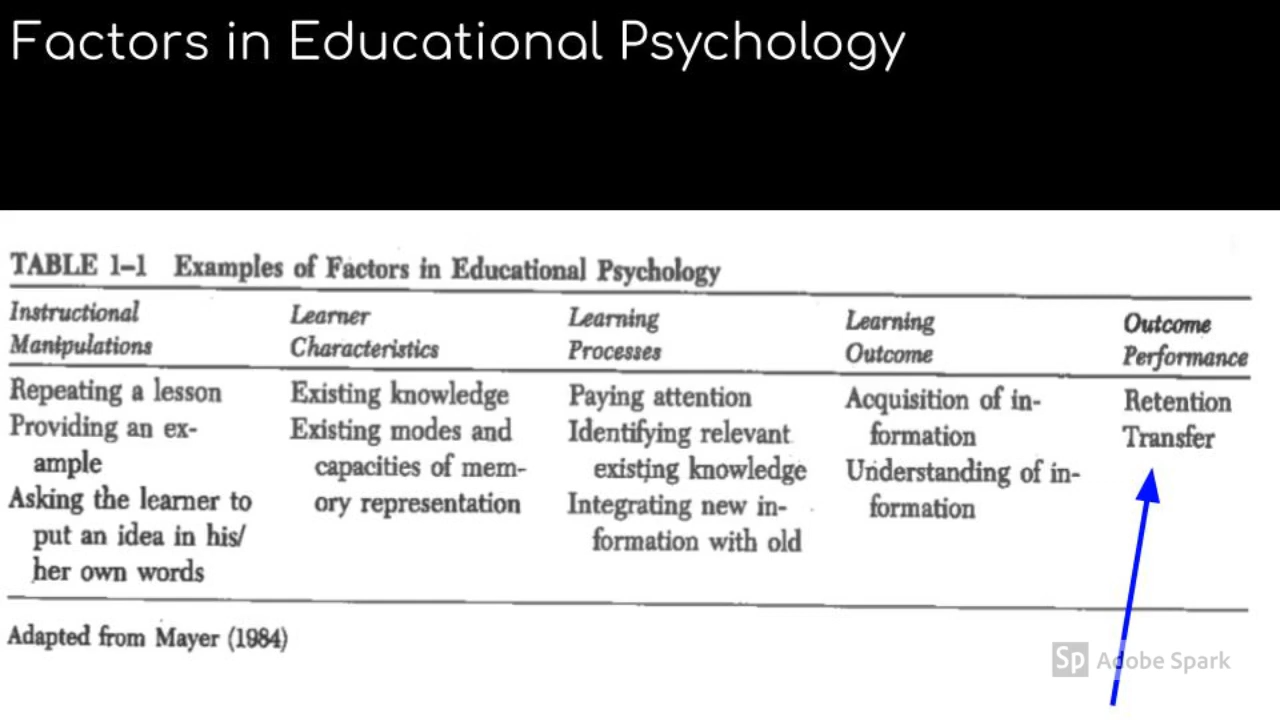 Factors in Educational Psychology
TABLE 1–1 Examples of Factors in Educational Psychology
Instructional Manipulations
Learner Characteristics
Learning Processes
Learning Outcome
Outcome Performance
Repeating a lesson
Providing an ex-
ample
Asking the learner to
put an idea in his/
her own words
Existing knowledge
Existing modes and
capacities of mem-
ory representation
Paying attention
Identifying relevant
existing knowledge
Integrating new in-
formation with old
Acquisition of in-
formation
Understanding of in-
formation
Retention
Transfer
Adapted from Mayer (1984)
Sp Adobe Spark